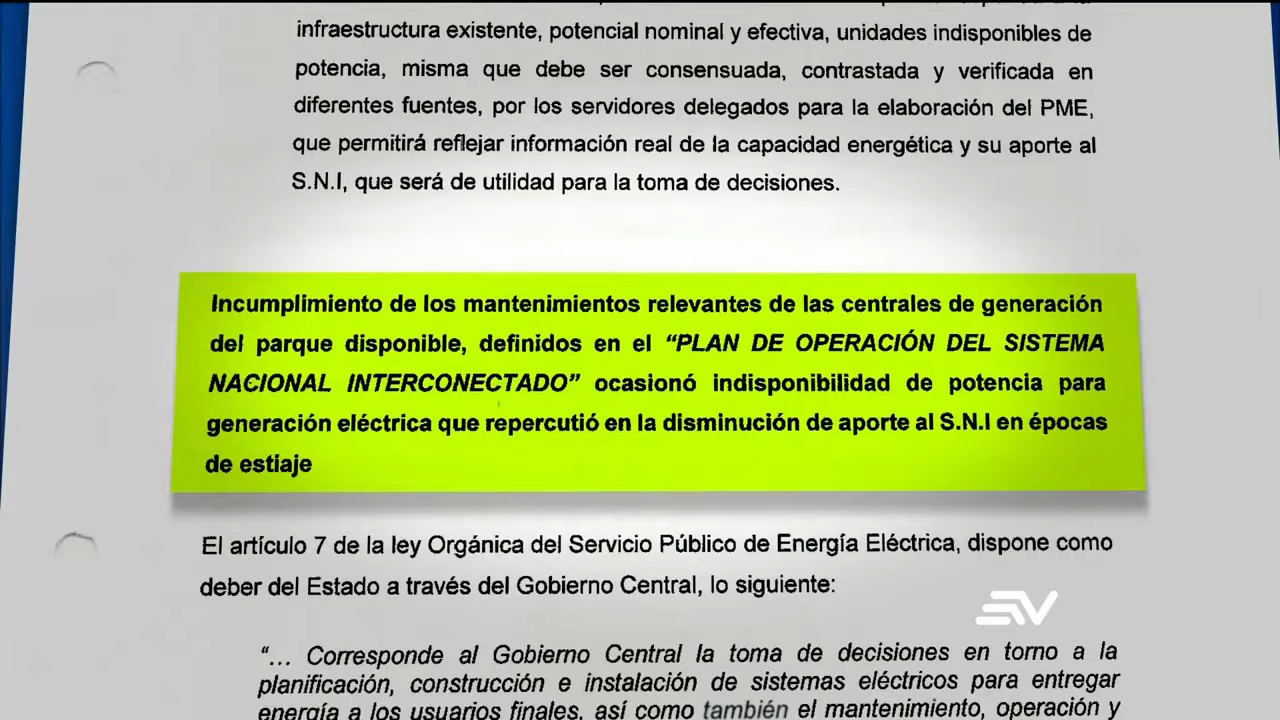 infraestructura existente, potencial nominal y efectiva, unidades indisponibles de
potencia, misma que debe ser consensuada, contrastada y verificada en
diferentes fuentes, por los servidores delegados para la elaboración del PME,
que permitirá reflejar información real de la capacidad energética y su aporte al
S.N.I, que será de utilidad para la toma de decisiones.
Incumplimiento de los mantenimientos relevantes de las centrales de generación
del parque disponible, definidos en el “PLAN DE OPERACIÓN DEL SISTEMA
NACIONAL INTERCONECTADO” ocasionó indisponibilidad de potencia para
generación eléctrica que repercutió en la disminución de aporte al S.N.I en épocas
de estiaje
El artículo 7 de la ley Orgánica del Servicio Público de Energía Eléctrica, dispone como
deber del Estado a través del Gobierno Central, lo siguiente:
“... Corresponde al Gobierno Central la toma de decisiones en torno a la
planificación, construcción e instalación de sistemas eléctricos para entregar
energía a los usuarios finales, así como también el mantenimiento, operación y